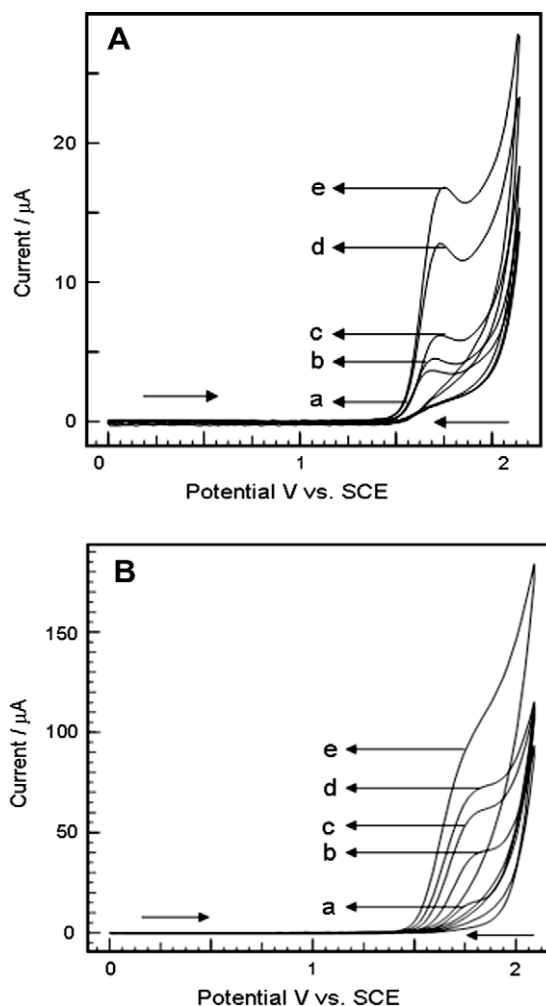 A
20
10
0
Current / μA
e
d
c
b
a
0 1 2
Potential V vs. SCE
B
150
100
50
0
Current / μA
e
d
c
b
a
0 1 2
Potential V vs. SCE